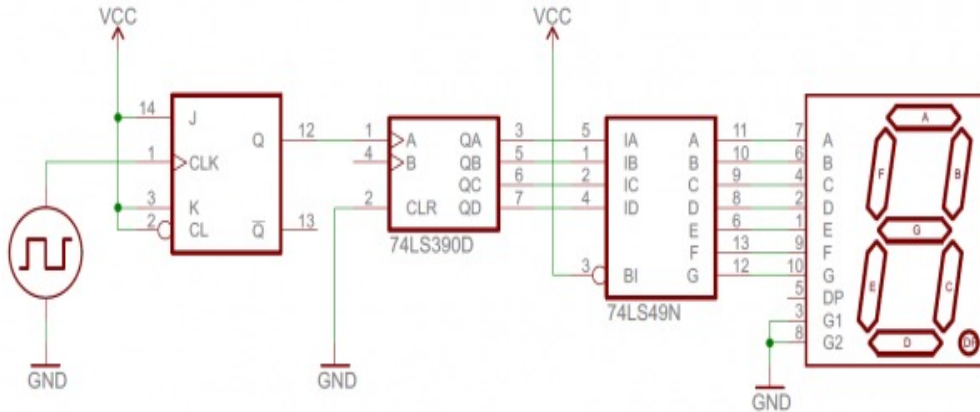 VCC
VCC
14
J
Q
12
1
CLK
3
K
2
CL
Q
13
GND
1
A
QA
3
4
B
QB
5
QC
6
2
CLR
QD
7
74LS390D
GND
5
IA
A
11
1
IB
B
10
2
IC
C
9
4
ID
D
8
E
6
F
13
3
BI
G
12
74LS49N
7
A
6
B
4
C
2
D
1
E
9
F
10
G
5
DP
3
G1
8
G2
GND
A
F
B
G
E
C
D